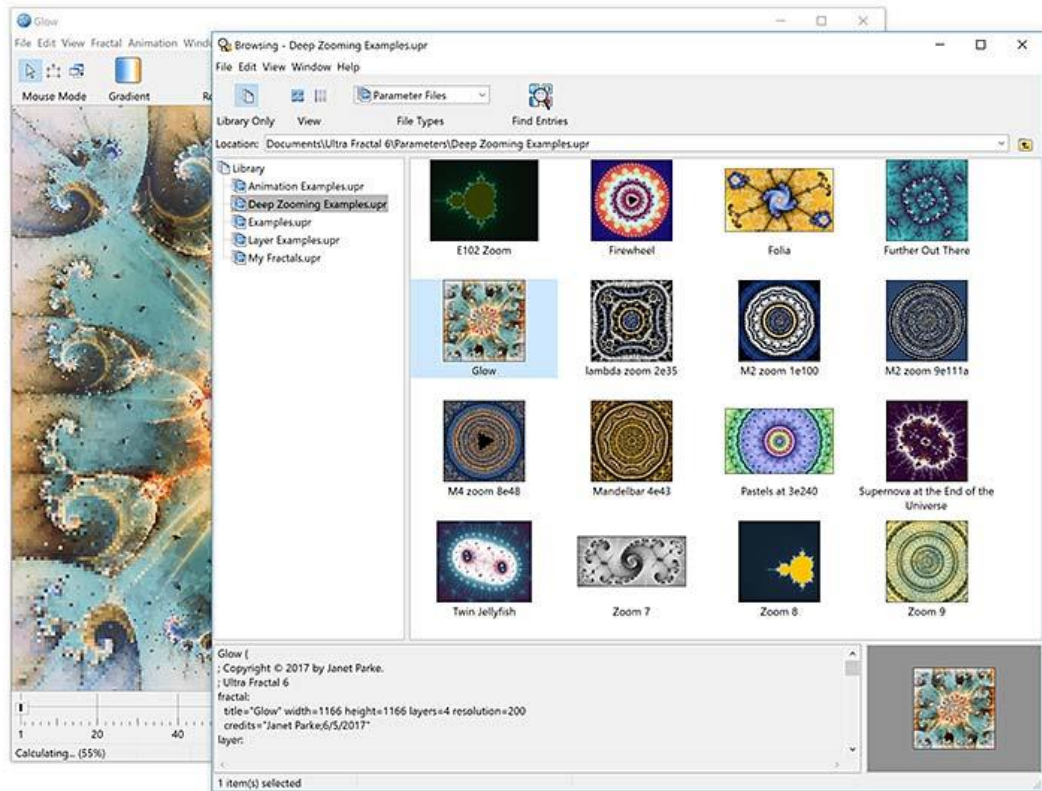 Glow
File Edit View Fractal Animation
Mouse Mode Gradient
1 20 40
Calculating... (55%)
Browsing - Deep Zooming Examples.upr
File Edit View Window Help
Parameter Files
Library Only View File Types Find Entries
Location: Documents\Ultra Fractal 6\Parameters\Deep Zooming Examples.upr
Library
Animation Examples.upr
Deep Zooming Examples.upr
Examples.upr
Layer Examples.upr
My Fractals.upr
E102 Zoom Firewheel Folia Further Out There
Glow lambda zoom 2e35 M2 zoom 1e100 M2 zoom 9e111a
M4 zoom 8e48 Mandelbar 4e43 Pastels at 3e240 Supernova at the End of the
Universe
Twin Jellyfish Zoom 7 Zoom 8 Zoom 9
Glow {
; Copyright © 2017 by Janet Parke.
; Ultra Fractal 6
fractal:
title="Glow" width=1166 height=1166 layers=4 resolution=200
credits="Janet Parke;6/5/2017"
layer:
1 item(s) selected